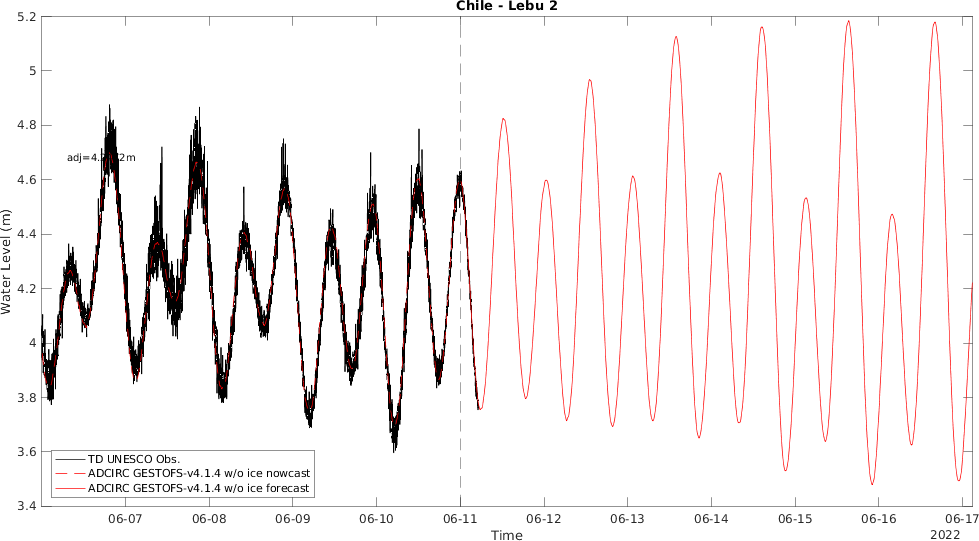 Chile - Lebu 2
5.2
5
4.8
4.6
4.4
4.2
4
3.8
3.6
3.4
Water Level (m)
TD UNESCO Obs.
ADCIRC GESTOFS-v4.1.4 w/o ice nowcast
ADCIRC GESTOFS-v4.1.4 w/o ice forecast
06-07 06-08 06-09 06-10 06-11 06-12 06-13 06-14 06-15 06-16 06-17
Time
2022